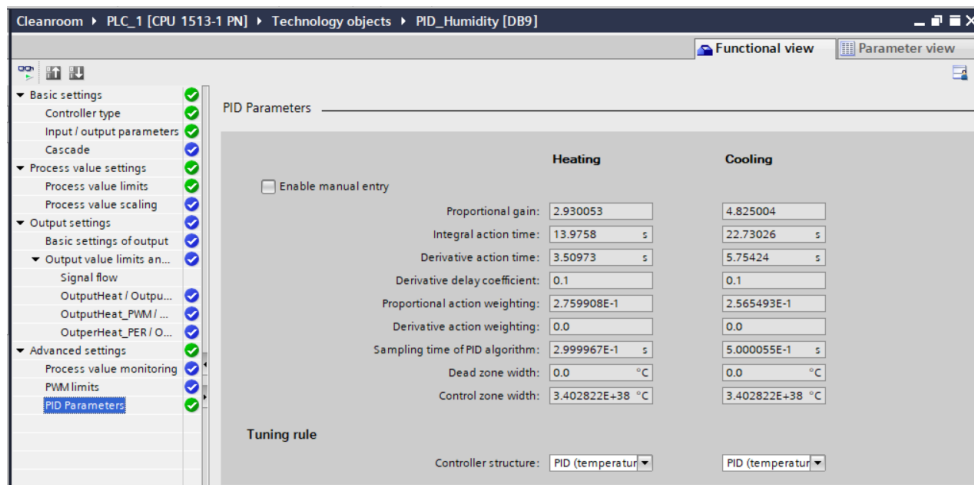 Cleanroom ▸ PLC_1 [CPU 1513-1 PN] ▸ Technology objects ▸ PID_Humidity [DB9]
Functional view Parameter view
Basic settings
Controller type
Input / output parameters
Cascade
Process value settings
Process value limits
Process value scaling
Output settings
Basic settings of output
Output value limits an...
Signal flow
OutputHeat / Outpu...
OutputHeat_PWM / ...
OutperHeat_PER / O...
Advanced settings
Process value monitoring
PWM limits
PID Parameters
PID Parameters
Heating Cooling
Enable manual entry
Proportional gain: 2.930053 4.825004
Integral action time: 13.9758 s 22.73026 s
Derivative action time: 3.50973 s 5.75424 s
Derivative delay coefficient: 0.1 0.1
Proportional action weighting: 2.759908E-1 2.565493E-1
Derivative action weighting: 0.0 0.0
Sampling time of PID algorithm: 2.999967E-1 s 5.000055E-1 s
Dead zone width: 0.0 °C 0.0 °C
Control zone width: 3.402822E+38 °C 3.402822E+38 °C
Tuning rule
Controller structure: PID (temperatur PID (temperatur